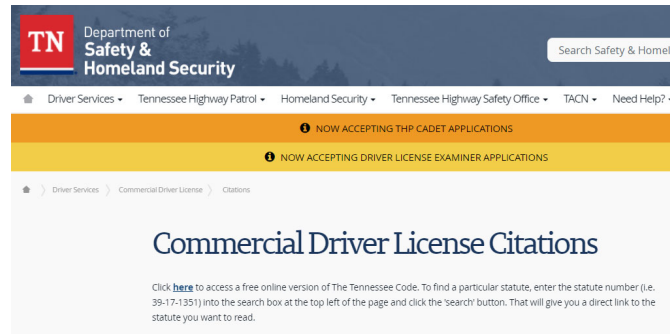 TN
Department of
Safety &
Homeland Security
Search Safety &
Driver Services
Tennessee Highway Patrol
Homeland Security
Tennessee Highway Safety Office
TACN
Need Help?
NOW ACCEPTING THP CADET APPLICATIONS
NOW ACCEPTING DRIVER LICENSE EXAMINER APPLICATIONS
Driver Services
Commercial Driver License
Citations
Commercial Driver License Citations
Click here to access a free online version of The Tennessee Code. To find a particular statute, enter the statute number (i.e.
39-17-1351) into the search box at the top left of the page and click the 'search' button. That will give you a direct link to the
statute you want to read.